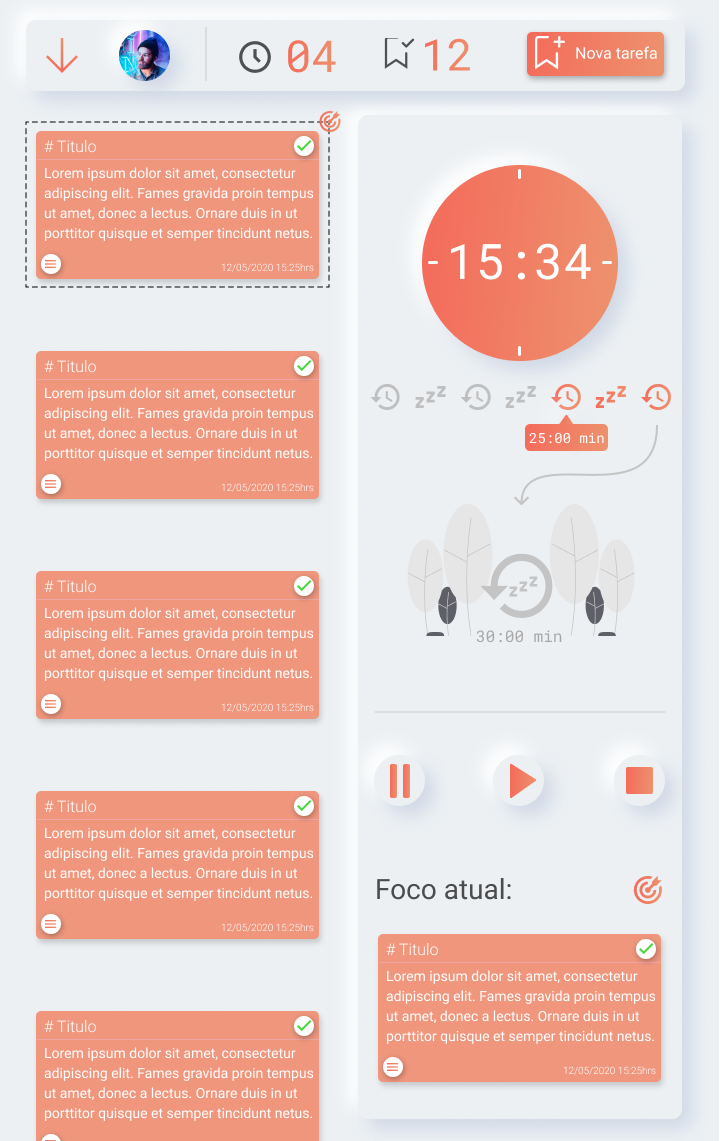 04
12
Nova tarefa
# Titulo
Lorem ipsum dolor sit amet, consectetur
adipiscing elit. Fames gravida proin tempus
ut amet, donec a lectus. Ornare duis in ut
porttitor quisque et semper tincidunt netus.
12/05/2020 15:25hrs
# Titulo
Lorem ipsum dolor sit amet, consectetur
adipiscing elit. Fames gravida proin tempus
ut amet, donec a lectus. Ornare duis in ut
porttitor quisque et semper tincidunt netus.
12/05/2020 15:25hrs
# Titulo
Lorem ipsum dolor sit amet, consectetur
adipiscing elit. Fames gravida proin tempus
ut amet, donec a lectus. Ornare duis in ut
porttitor quisque et semper tincidunt netus.
12/05/2020 15:25hrs
# Titulo
Lorem ipsum dolor sit amet, consectetur
adipiscing elit. Fames gravida proin tempus
ut amet, donec a lectus. Ornare duis in ut
porttitor quisque et semper tincidunt netus.
12/05/2020 15:25hrs
# Titulo
Lorem ipsum dolor sit amet, consectetur
adipiscing elit. Fames gravida proin tempus
ut amet, donec a lectus. Ornare duis in ut
porttitor quisque et semper tincidunt netus.
15:34
zzz zzz zzz
25:00 min
zzz
30:00 min
Foco atual:
# Titulo
Lorem ipsum dolor sit amet, consectetur
adipiscing elit. Fames gravida proin tempus
ut amet, donec a lectus. Ornare duis in ut
porttitor quisque et semper tincidunt netus.
12/05/2020 15:25hrs